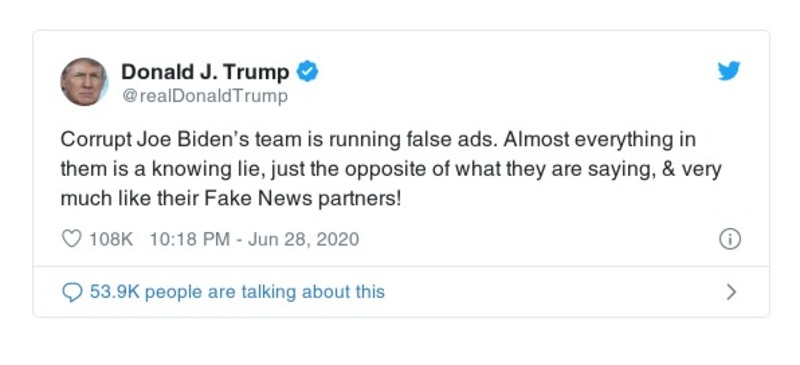 Donald J. Trump
@realDonaldTrump
Corrupt Joe Biden’s team is running false ads. Almost everything in
them is a knowing lie, just the opposite of what they are saying, & very
much like their Fake News partners!
108K 10:18 PM - Jun 28, 2020
53.9K people are talking about this